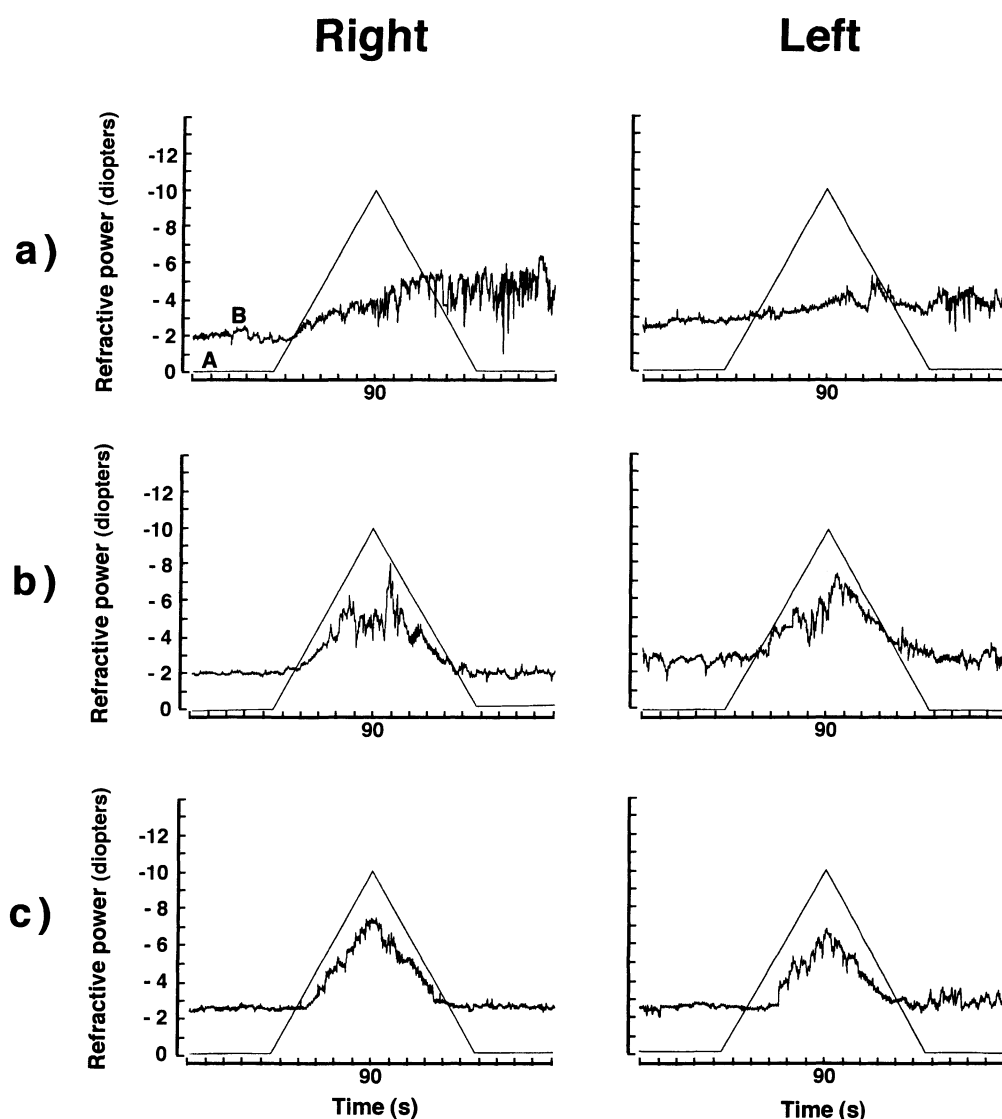 Right
Left
a)
Refractive power (diopters)
-12
-10
- 8
- 6
- 4
- 2
0
B
A
90
90
b)
Refractive power (diopters)
-12
-10
- 8
- 6
- 4
- 2
0
90
90
c)
Refractive power (diopters)
-12
-10
- 8
- 6
- 4
- 2
0
90
90
Time (s)
Time (s)